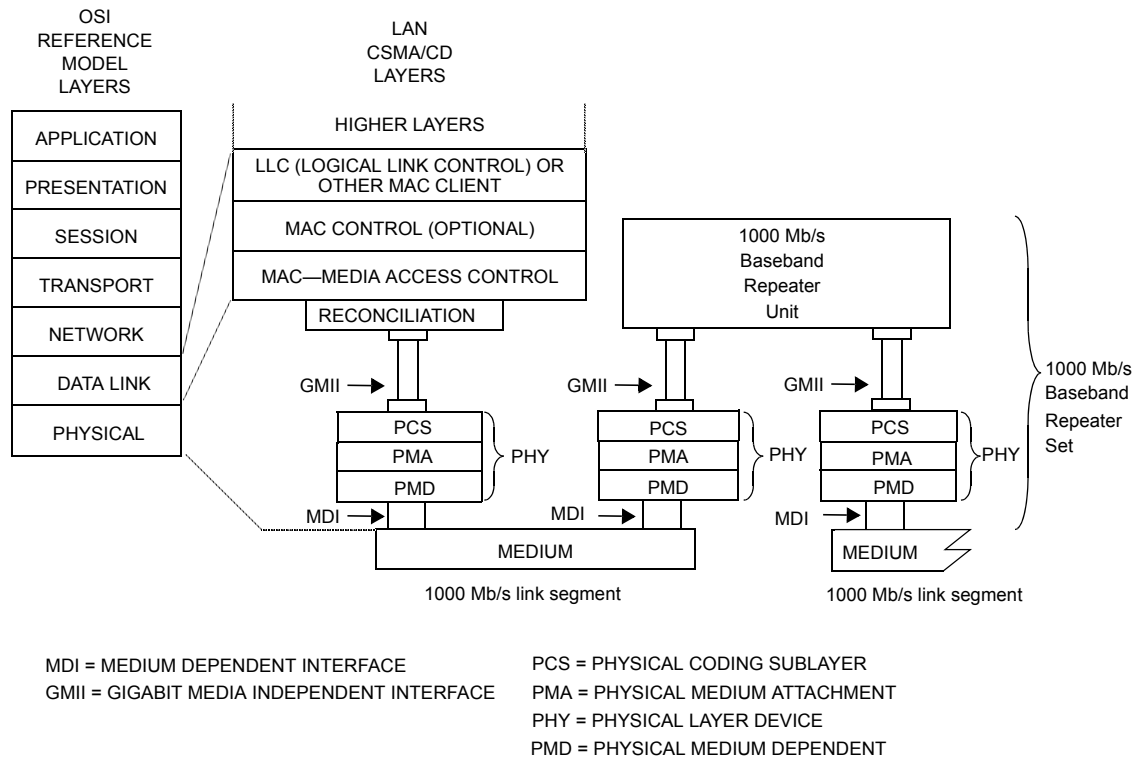 OSI
REFERENCE
MODEL
LAYERS
LAN
CSMA/CD
LAYERS
APPLICATION
PRESENTATION
SESSION
TRANSPORT
NETWORK
DATA LINK
PHYSICAL
HIGHER LAYERS
LLC (LOGICAL LINK CONTROL) OR
OTHER MAC CLIENT
MAC CONTROL (OPTIONAL)
MAC—MEDIA ACCESS CONTROL
RECONCILIATION
1000 Mb/s
Baseband
Repeater
Unit
1000 Mb/s
Baseband
Repeater
Set
GMII
GMII
GMII
PCS
PMA
PMD
PHY
PCS
PMA
PMD
PHY
PCS
PMA
PMD
PHY
MDI
MDI
MDI
MEDIUM
MEDIUM
1000 Mb/s link segment
1000 Mb/s link segment
MDI = MEDIUM DEPENDENT INTERFACE
GMII = GIGABIT MEDIA INDEPENDENT INTERFACE
PCS = PHYSICAL CODING SUBLAYER
PMA = PHYSICAL MEDIUM ATTACHMENT
PHY = PHYSICAL LAYER DEVICE
PMD = PHYSICAL MEDIUM DEPENDENT